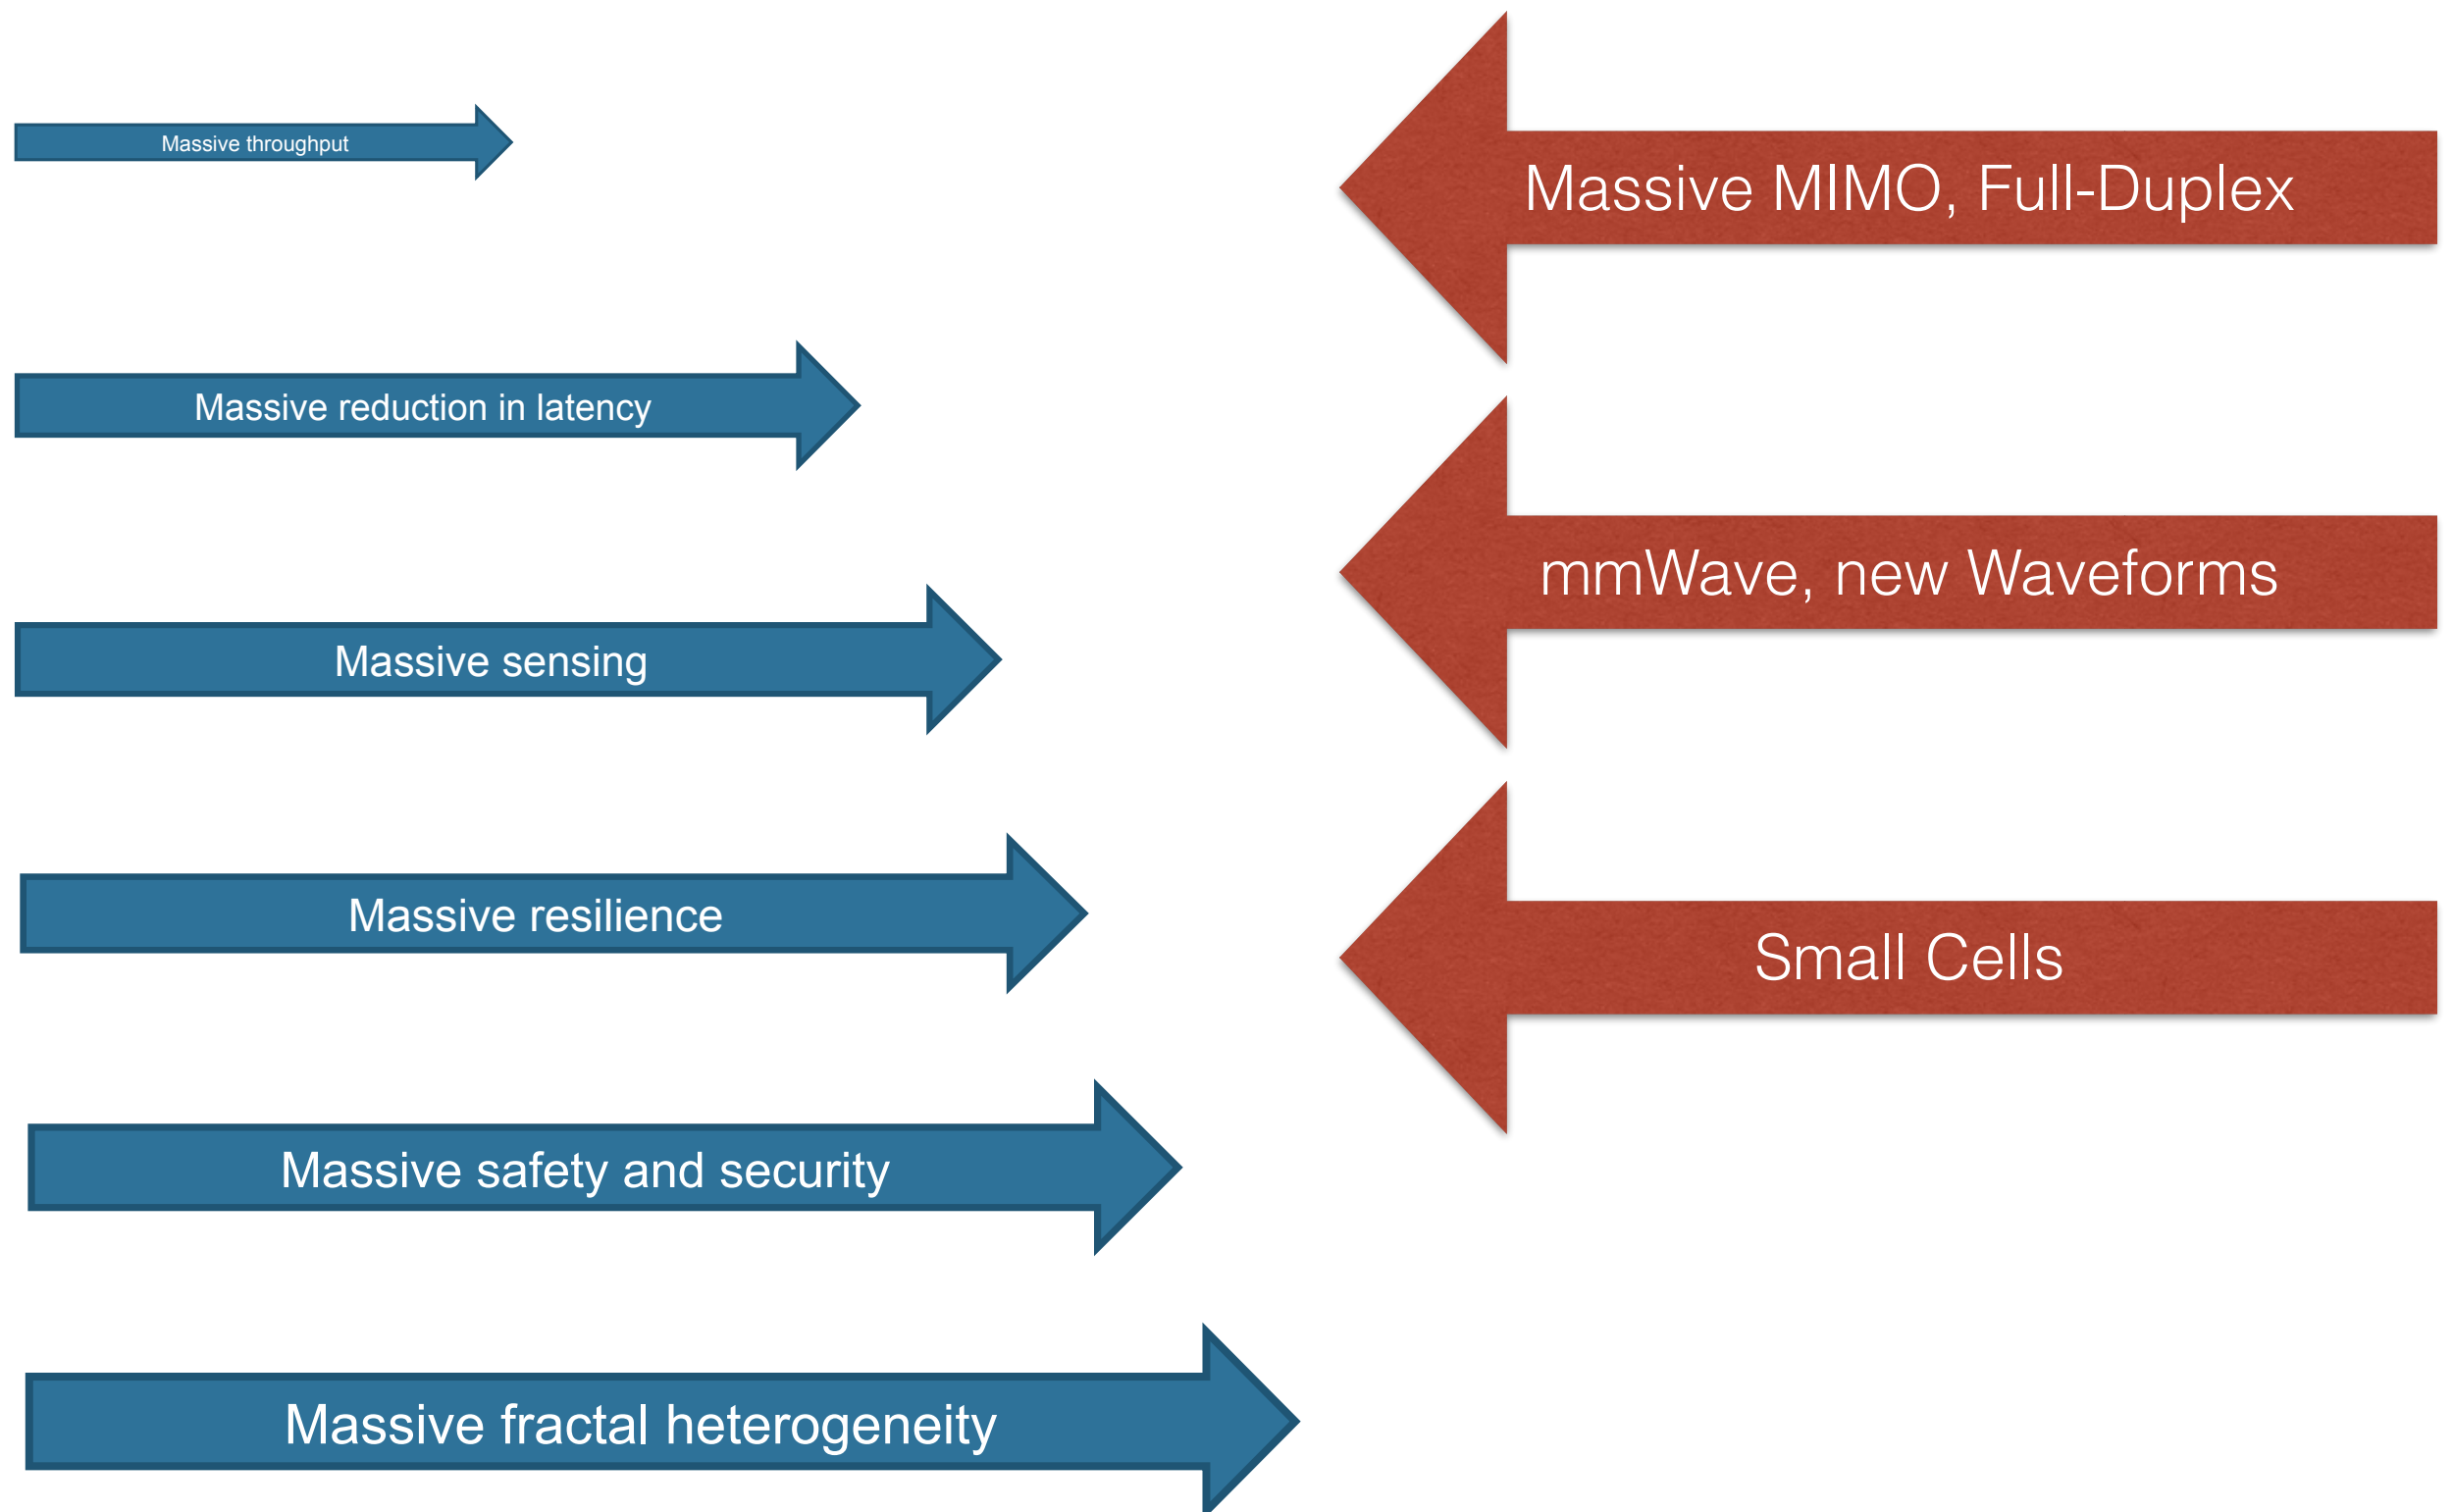 Massive throughput
Massive MIMO, Full-Duplex
Massive reduction in latency
mmWave, new Waveforms
Massive sensing
Massive resilience
Small Cells
Massive safety and security
Massive fractal heterogeneity